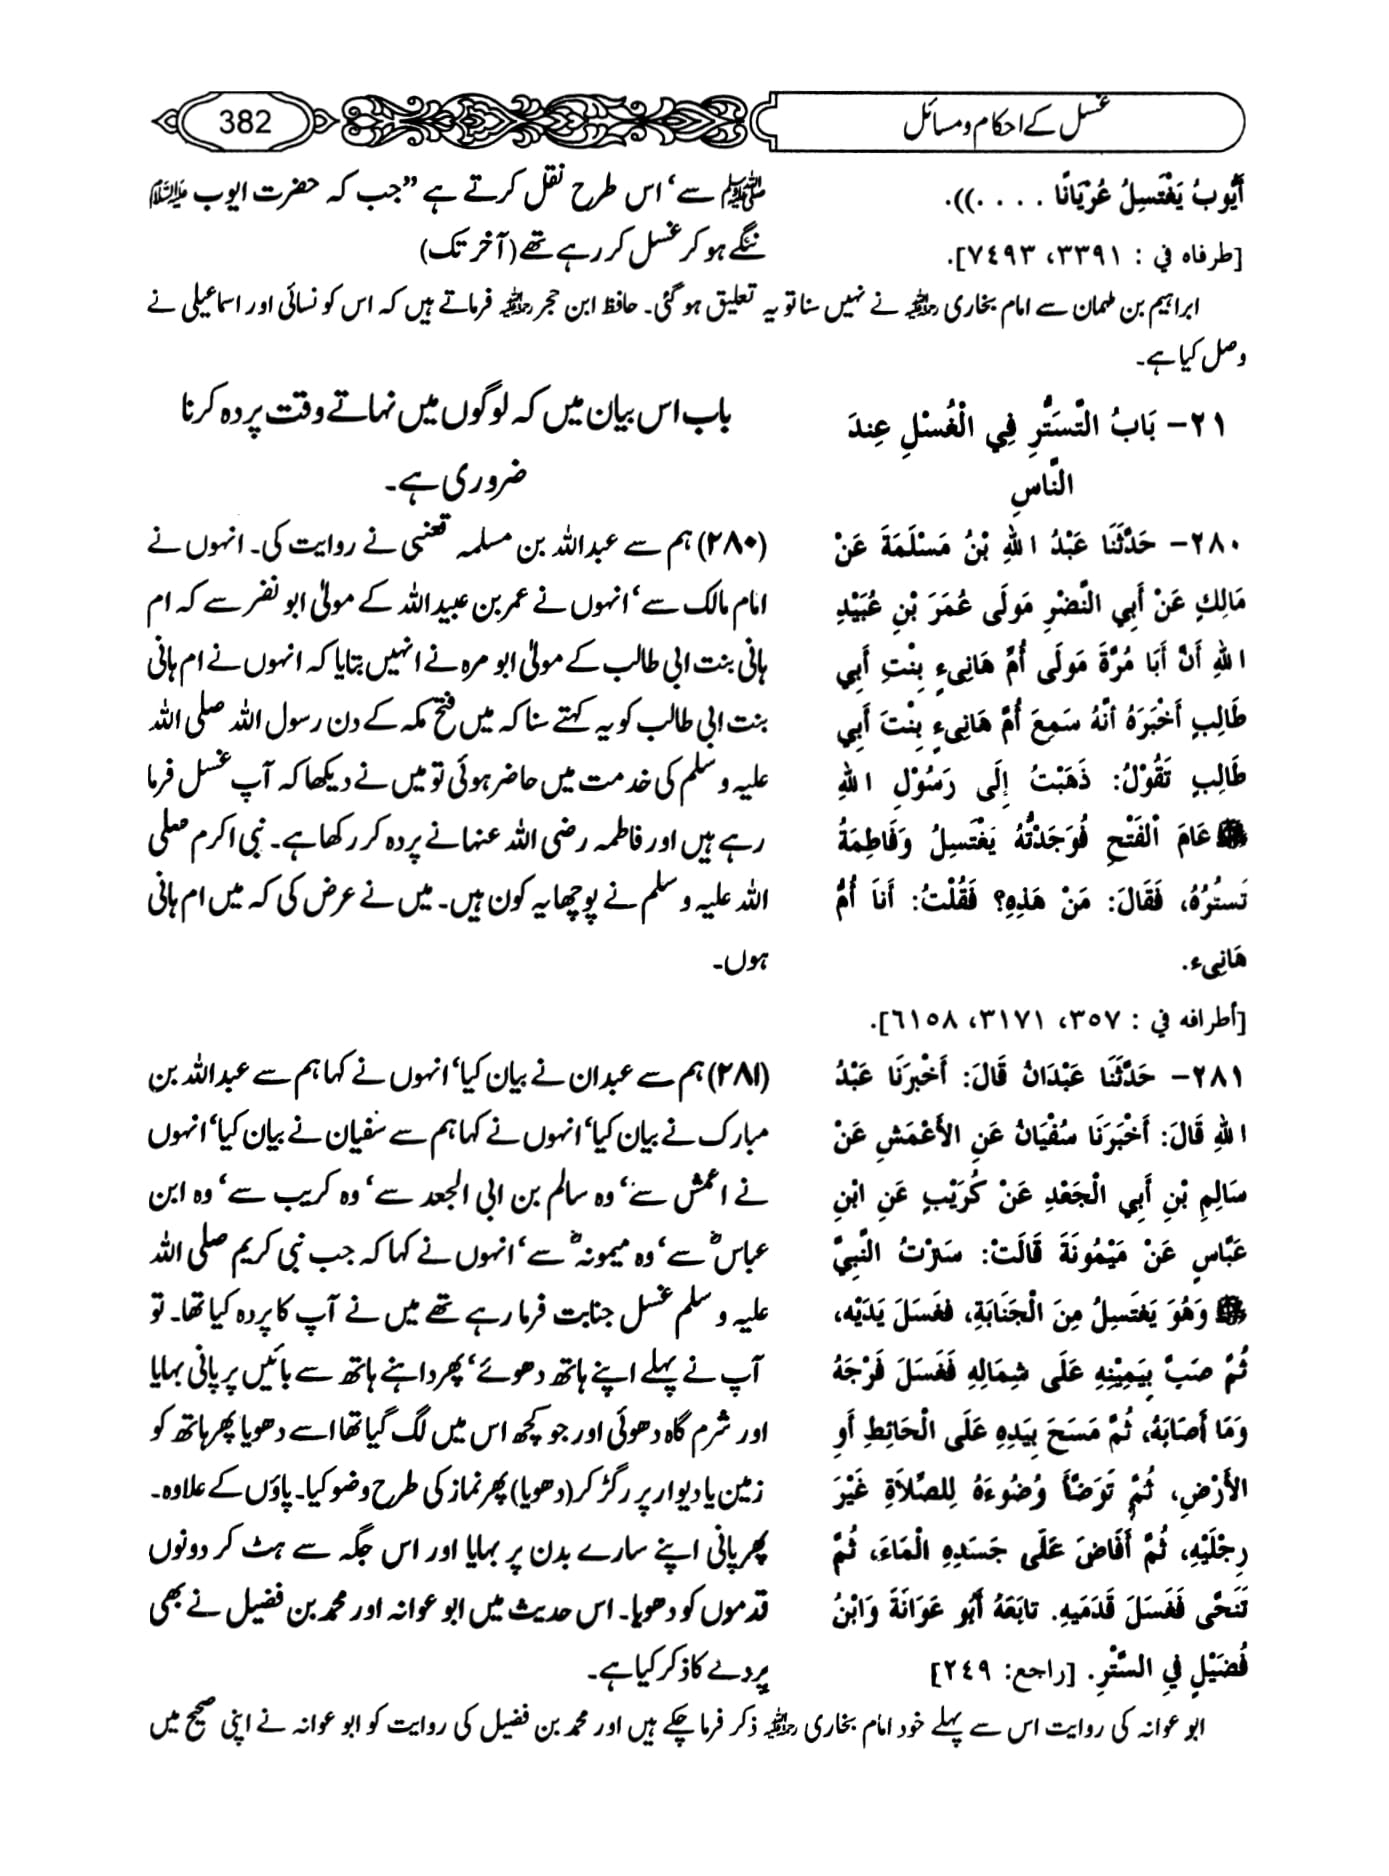 غسل کے احکام و مسائل
382
أَيُّوبُ يَغْتَسِلُ عُرْيَانًا . . . .)).
[طرفاه في : ٣٣٩١، ٧٤٩٣].
ﷺ سے‘ اس طرح نقل کرتے ہے ”جب کہ حضرت ایوب علیہ السلام
ننگے ہو کر غسل کر رہے تھے (آخر تک)
ابراہیم بن طہمان سے امام بخاری رحمہ اللہ نے نہیں سنا تو یہ تعلیق ہو گئی۔ حافظ ابن حجر رحمہ اللہ فرماتے ہیں کہ اس کو نسائی اور اسماعیلی نے
وصل کیا ہے۔
٢١- بَابُ التَّسَتُّرِ فِي الْغُسْلِ عِندَ
النَّاسِ
باب اس بیان میں کہ لوگوں میں نہاتے وقت پردہ کرنا
ضروری ہے۔
٢٨٠- حَدَّثَنَا عَبْدُ اللهِ بْنُ مَسْلَمَةَ عَنْ
مَالِكٍ عَنْ أَبِي النَّضْرِ مَولَى عُمَرَ بْنِ عُبَيْدِ
اللهِ أَنَّ أَبَا مُرَّةَ مَولَى أُمِّ هَانِيءٍ بِنْتِ أَبِي
طَالِبٍ أَخْبَرَهُ أَنَّهُ سَمِعَ أُمَّ هَانِيءٍ بِنْتَ أَبِي
طَالِبٍ تَقُوْلُ: ذَهَبْتُ إِلَى رَسُوْلِ اللهِ
ﷺ عَامَ الْفَتْحِ فَوَجَدْتُهُ يَغْتَسِلُ وَفَاطِمَةُ
تَستُرُهُ، فَقَالَ: مَنْ هَذِهِ؟ فَقُلْتُ: أَنَا أُمُّ
هَانِيء.
[أطرافه في : ٣٥٧، ٣١٧١، ٦١٥٨].
(۲۸۰) ہم سے عبداللہ بن مسلمہ قعنبی نے روایت کی۔ انہوں نے
امام مالک سے‘ انہوں نے عمر بن عبیداللہ کے مولیٰ ابو نضر سے کہ ام
ہانی بنت ابی طالب کے مولیٰ ابو مرہ نے انہیں بتایا کہ انہوں نے ام ہانی
بنت ابی طالب کو یہ کہتے سنا کہ میں فتح مکہ کے دن رسول اللہ صلی اللہ
علیہ و سلم کی خدمت میں حاضر ہوئی تو میں نے دیکھا کہ آپ غسل فرما
رہے ہیں اور فاطمہ رضی اللہ عنہا نے پردہ کر رکھا ہے۔ نبی اکرم صلی
اللہ علیہ و سلم نے پوچھا یہ کون ہیں۔ میں نے عرض کی کہ میں ام ہانی
ہوں۔
٢٨١- حَدَّثَنَا عَبْدَانُ قَالَ: أَخْبَرَنَا عَبْدُ
اللهِ قَالَ: أَخْبَرَنَا سُفْيَانُ عَنِ الأَعْمَشِ عَنْ
سَالِمِ بْنِ أَبِي الْجَعْدِ عَنْ كُرَيْبٍ عَنِ ابْنِ
عَبَّاسٍ عَنْ مَيْمُونَةَ قَالَتْ: سَتَرْتُ النَّبِيَّ
ﷺ وَهُوَ يَغتَسِلُ مِنَ الْجَنَابَةِ، فَغَسَلَ يَدَيْه،
ثُمَّ صَبَّ بِيَمِيْنِهِ عَلَى شِمَالِهِ فَغَسَلَ فَرْجَهُ
وَمَا أَصَابَهُ، ثُمَّ مَسَحَ بِيَدِهِ عَلَى الْحَائِطِ أَوِ
الأَرْضِ، ثُمَّ تَوَضَّأَ وُضُوءَهُ لِلصَّلاَةِ غَيْرَ
رِجْلَيْهِ، ثُمَّ أَفَاضَ عَلَى جَسَدِهِ الْمَاءَ، ثُمَّ
تَنَحَّى فَغَسَلَ قَدَمَيهِ. تابَعَهُ أَبُو عَوَانَةَ وَابْنُ
فُضَيْلٍ فِي السَّتْرِ. [راجع: ٢٤٩]
(۲۸۱) ہم سے عبدان نے بیان کیا‘ انہوں نے کہا ہم سے عبداللہ بن
مبارک نے بیان کیا‘ انہوں نے کہا ہم سے سفیان نے بیان کیا‘ انہوں
نے اعمش سے‘ وہ سالم بن ابی الجعد سے‘ وہ کریب سے‘ وہ ابن
عباسؓ سے‘ وہ میمونہؓ سے‘ انہوں نے کہا کہ جب نبی کریم صلی اللہ
علیہ و سلم غسل جنابت فرما رہے تھے میں نے آپ کا پردہ کیا تھا۔ تو
آپ نے پہلے اپنے ہاتھ دھوئے‘ پھر داہنے ہاتھ سے بائیں پر پانی بہایا
اور شرم گاہ دھوئی اور جو کچھ اس میں لگ گیا تھا اسے دھویا پھر ہاتھ کو
زمین یا دیوار پر رگڑ کر (دھویا) پھر نماز کی طرح وضو کیا۔ پاؤں کے علاوہ۔
پھر پانی اپنے سارے بدن پر بہایا اور اس جگہ سے ہٹ کر دونوں
قدموں کو دھویا۔ اس حدیث میں ابو عوانہ اور محمد بن فضیل نے بھی
پردے کا ذکر کیا ہے۔
ابو عوانہ کی روایت اس سے پہلے خود امام بخاری رحمہ اللہ ذکر فرما چکے ہیں اور محمد بن فضیل کی روایت کو ابو عوانہ نے اپنی صحیح میں